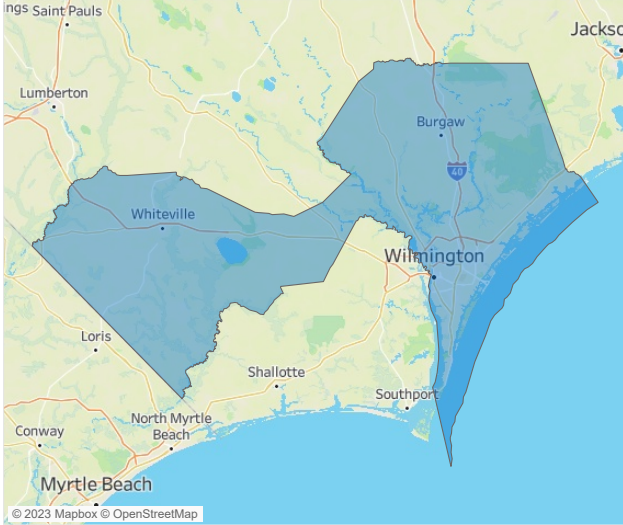 ings
Saint Pauls
Jackso
Lumberton
Burgaw
40
Whiteville
Wilmington
Loris
Shallotte
Southport
North Myrtle
Beach
Conway
Myrtle Beach
© 2023 Mapbox © OpenStreetMap